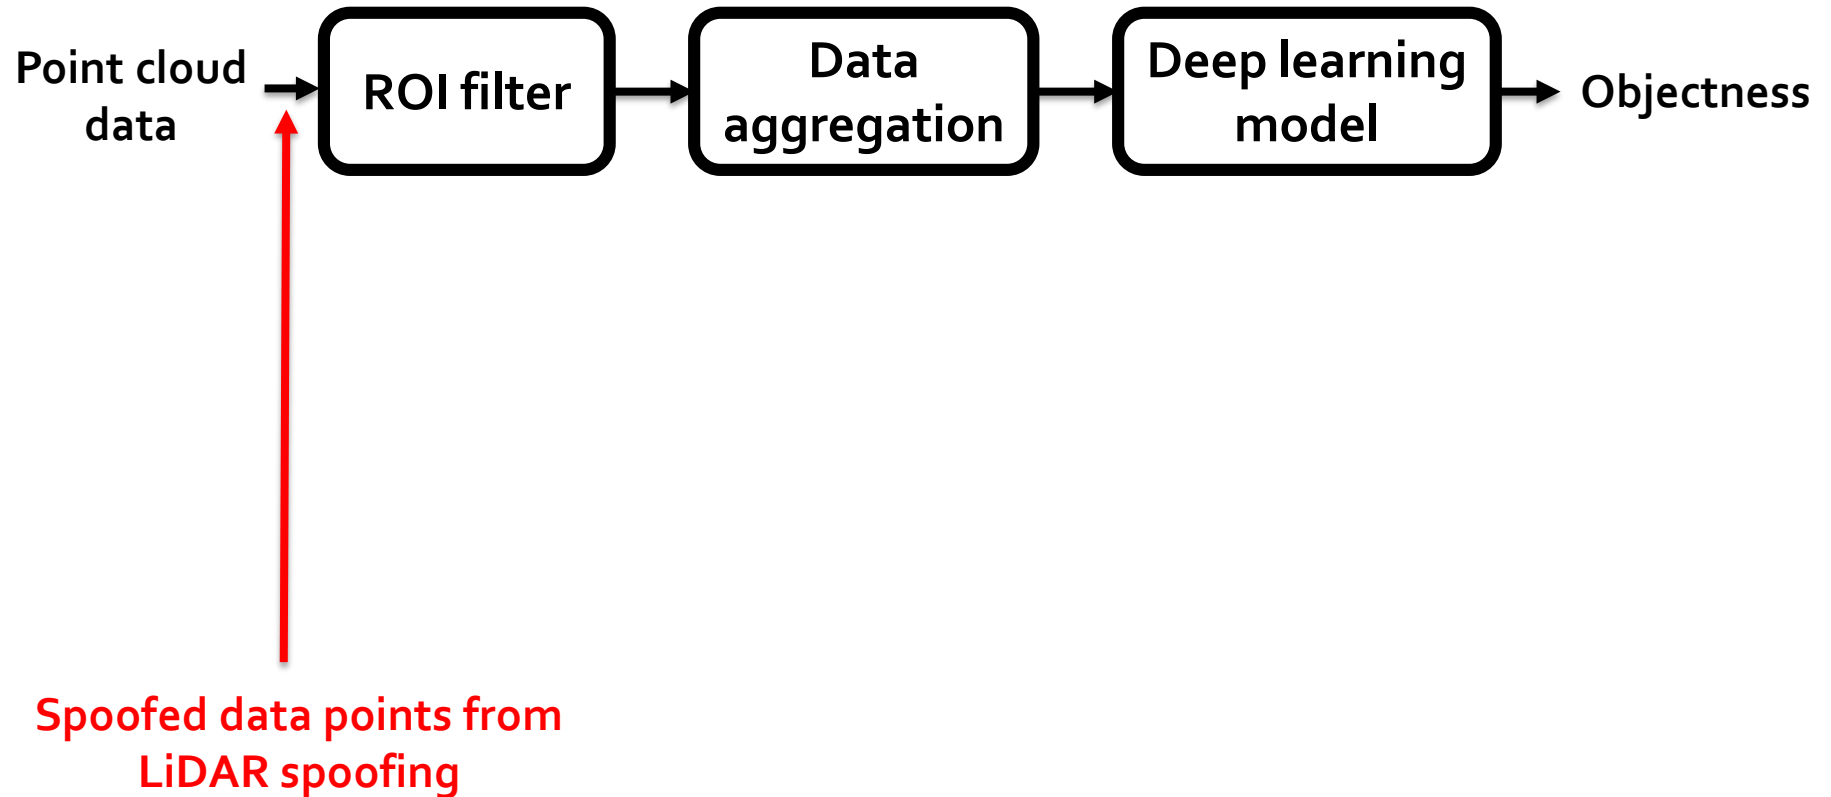 Point cloud
data
ROI filter
Data
aggregation
Deep learning
model
Objectness
Spoofed data points from
LiDAR spoofing